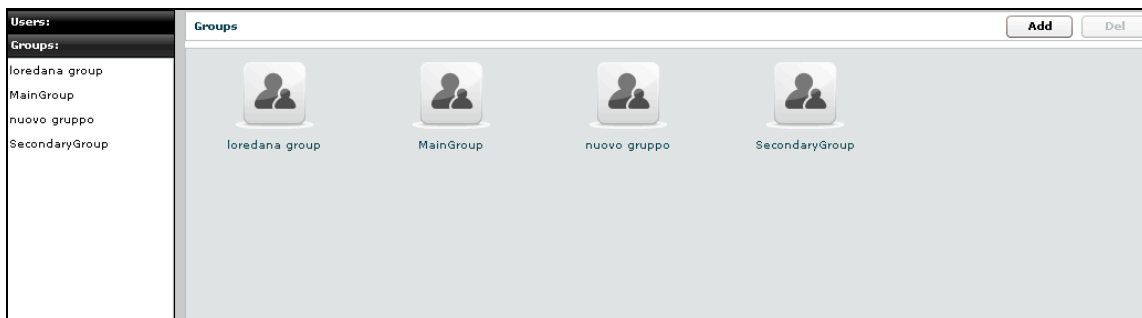 Users:
Groups:
loredana group
MainGroup
nuovo gruppo
SecondaryGroup
Groups
Add
Del
loredana group
MainGroup
nuovo gruppo
SecondaryGroup